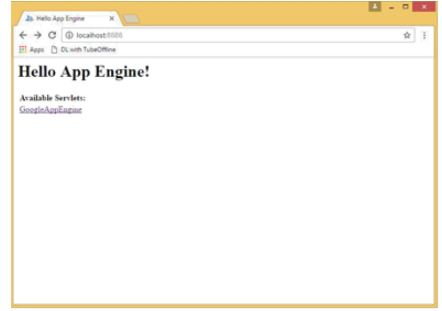 Hello App Engine
localhost:8888
Apps DL with TubeOffline
Hello App Engine!
Available Servlets:
GoogleAppEngine